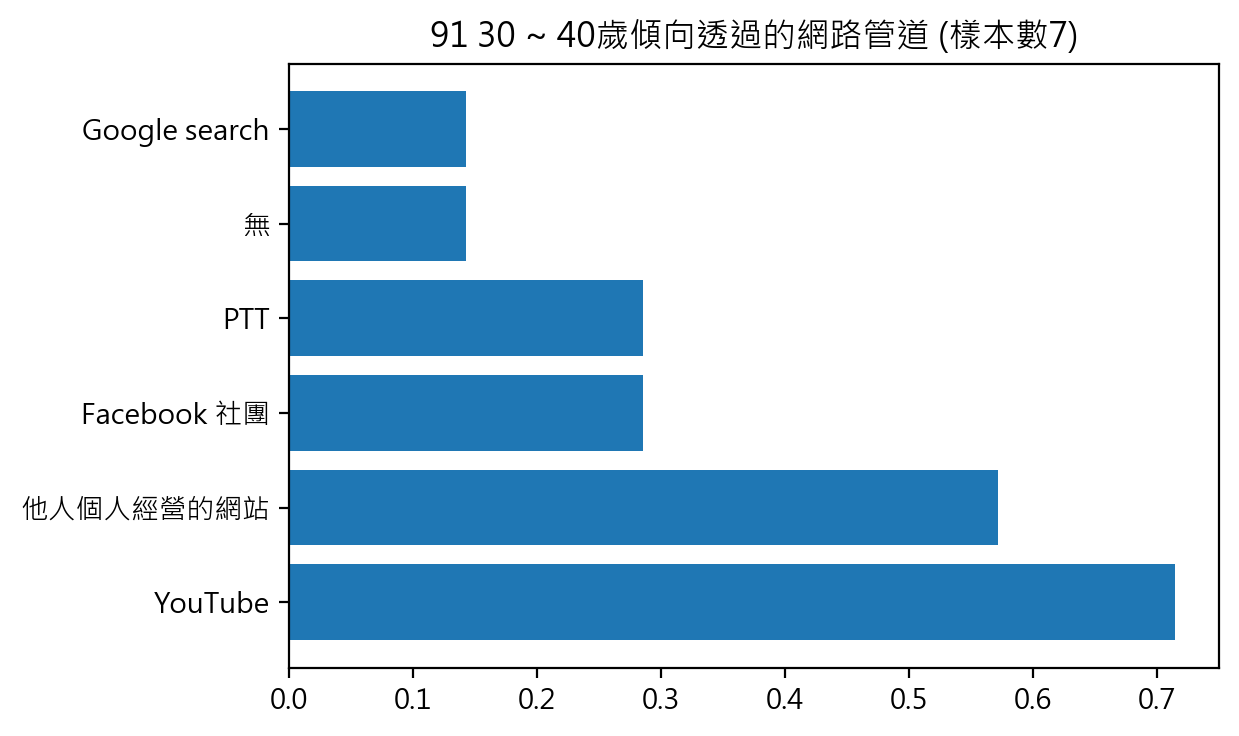 91 30 ~ 40歲傾向透過的網路管道 (樣本數7)
Google search
無
PTT
Facebook 社團
他人個人經營的網站
YouTube
0.0 0.1 0.2 0.3 0.4 0.5 0.6 0.7